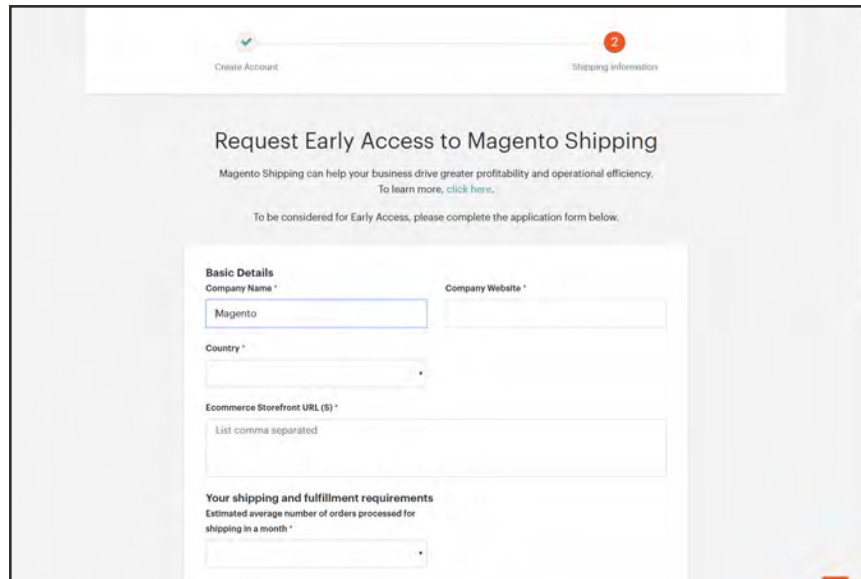 2
Create Account
Shipping information
Request Early Access to Magento Shipping
Magento Shipping can help your business drive greater profitability and operational efficiency.
To learn more, click here.
To be considered for Early Access, please complete the application form below.
Basic Details
Company Name *
Company Website *
Magento
Country *
Ecommerce Storefront URL (S) *
List comma separated
Your shipping and fulfillment requirements
Estimated average number of orders processed for
shipping in a month *